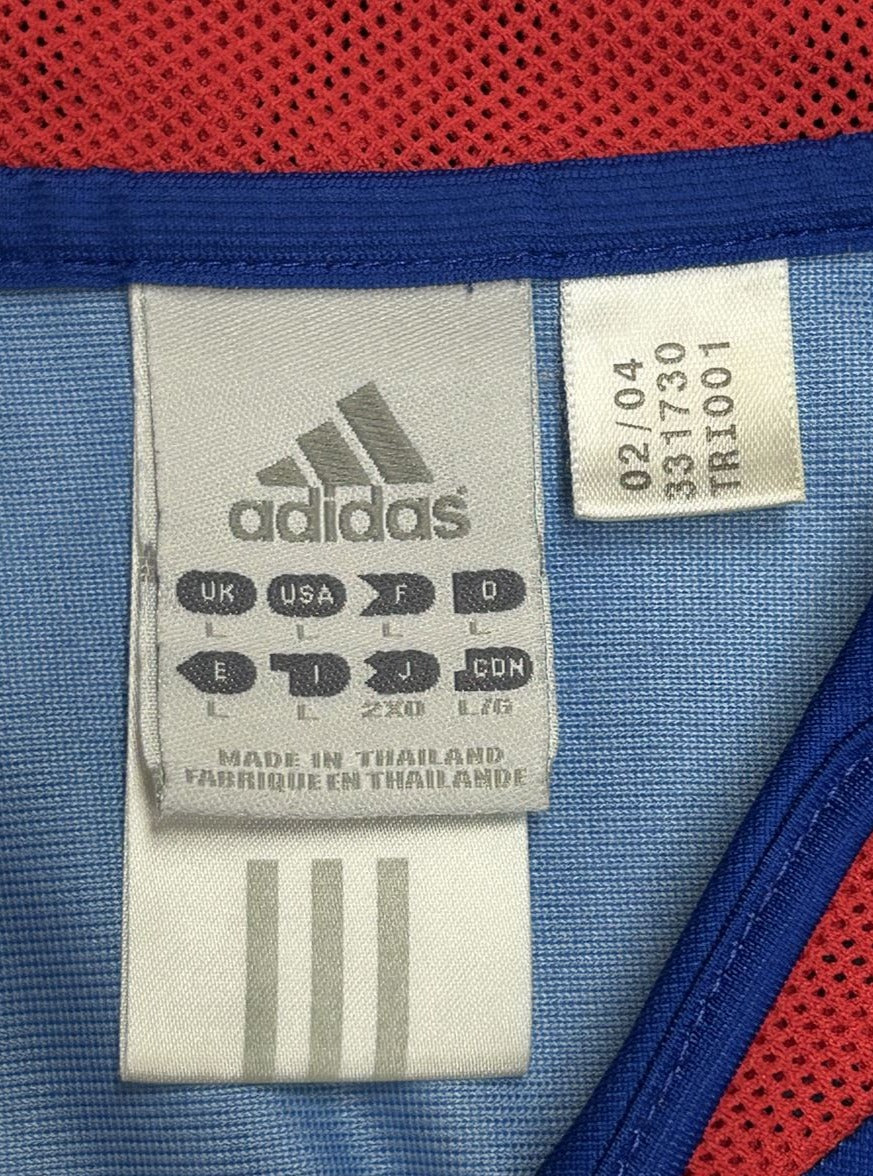 adidas
UK USA F D
L L L L
E I J CDN
L L 2XO L/G
MADE IN THAILAND
FABRIQUE EN THAILANDE
02/04
331730
TRI001